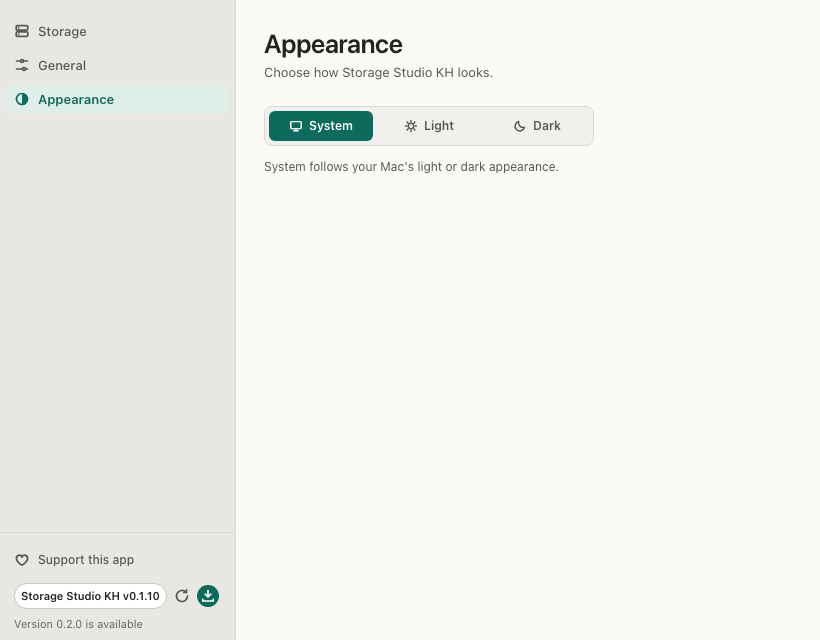 Storage
General
Appearance
Support this app
Storage Studio KH v0.1.10
Version 0.2.0 is available
Appearance
Choose how Storage Studio KH looks.
System
Light
Dark
System follows your Mac's light or dark appearance.